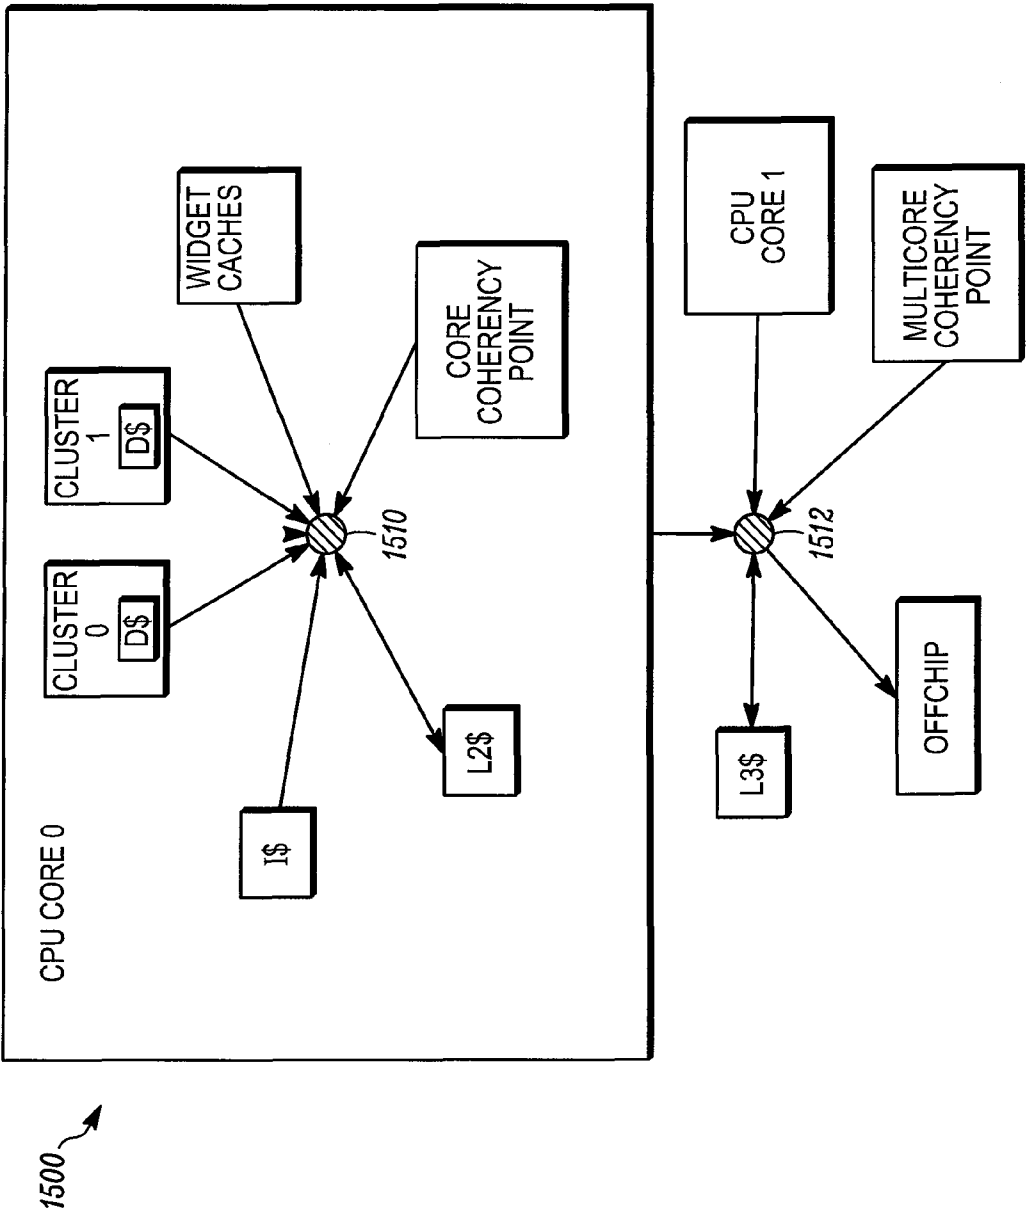 1500
CPU CORE 0
CLUSTER
0
D$
CLUSTER
1
D$
WIDGET
CACHES
I$
1510
L2$
CORE
COHERENCY
POINT
CPU
CORE 1
L3$
1512
MULTICORE
COHERENCY
POINT
OFFCHIP